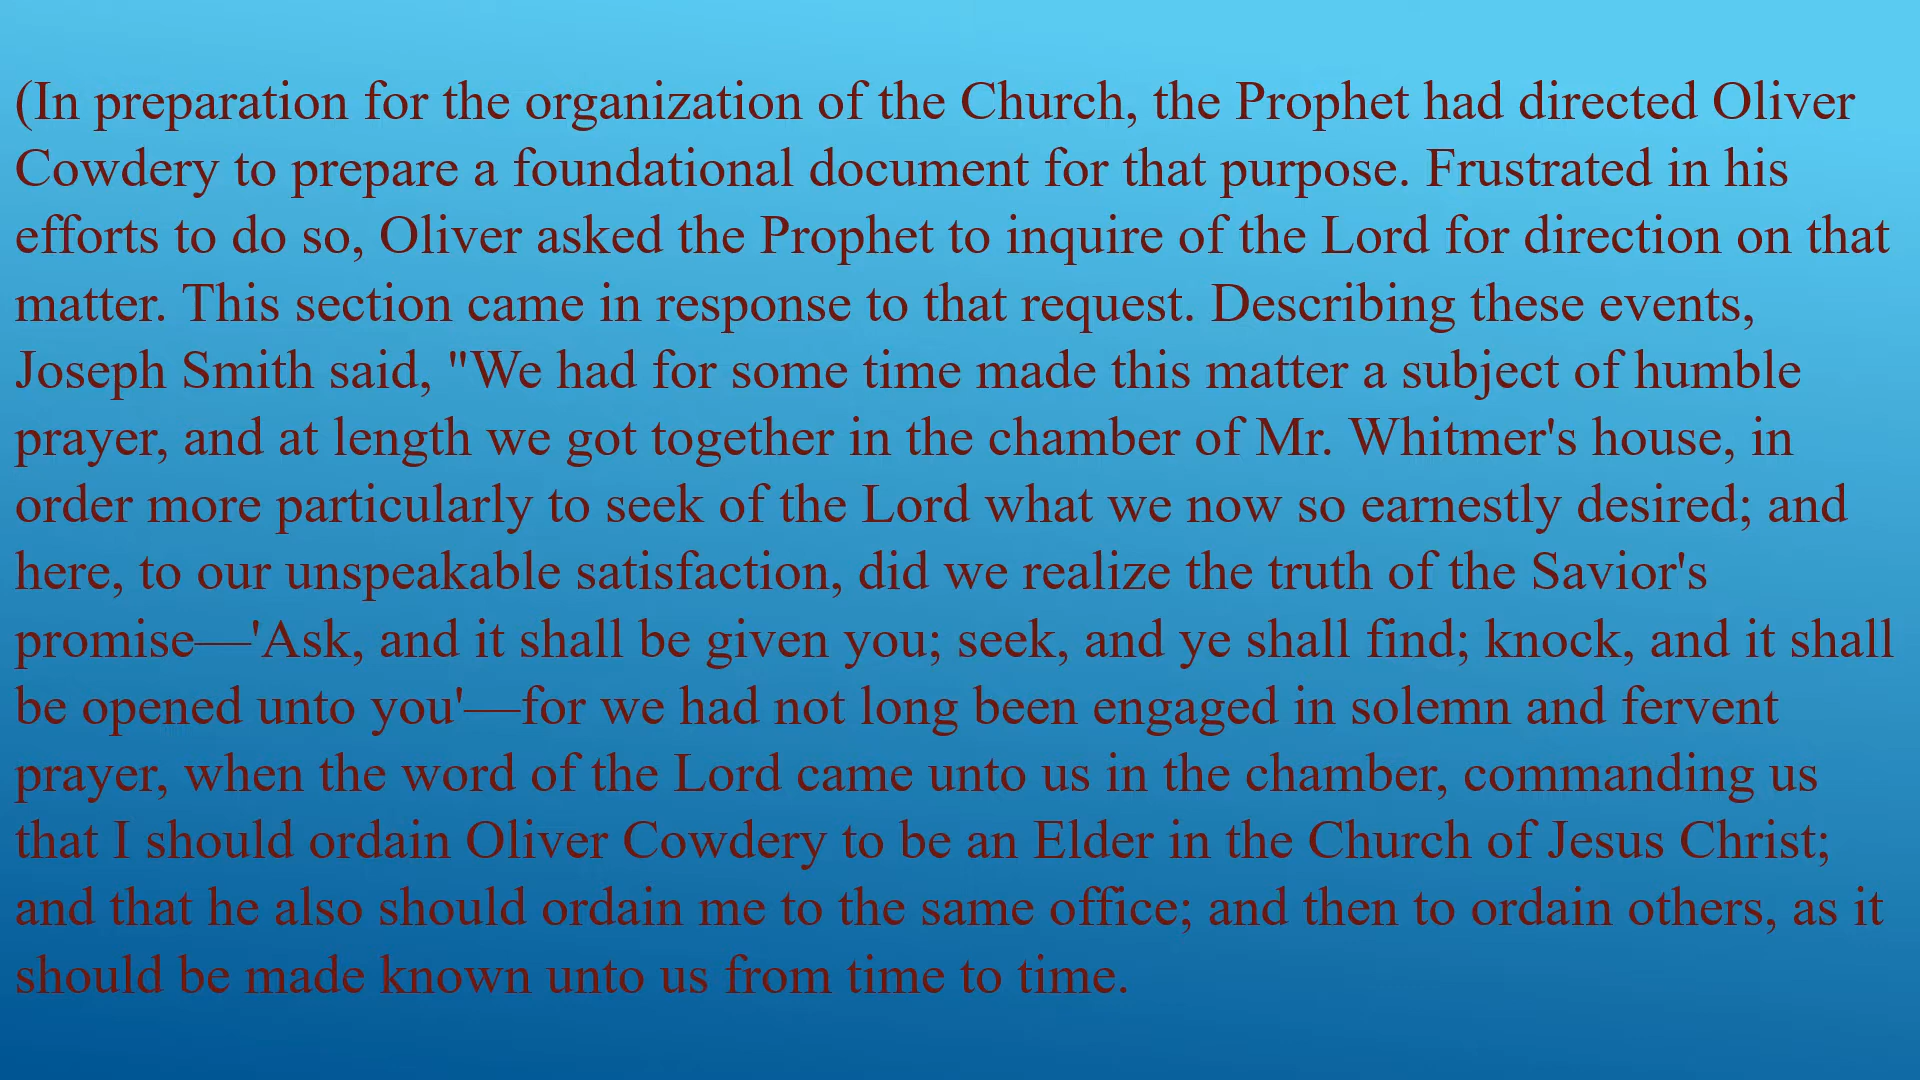 (In preparation for the organization of the Church, the Prophet had directed Oliver
Cowdery to prepare a foundational document for that purpose. Frustrated in his
efforts to do so, Oliver asked the Prophet to inquire of the Lord for direction on that
matter. This section came in response to that request. Describing these events,
Joseph Smith said, "We had for some time made this matter a subject of humble
prayer, and at length we got together in the chamber of Mr. Whitmer's house, in
order more particularly to seek of the Lord what we now so earnestly desired; and
here, to our unspeakable satisfaction, did we realize the truth of the Savior's
promise—'Ask, and it shall be given you; seek, and ye shall find; knock, and it shall
be opened unto you'—for we had not long been engaged in solemn and fervent
prayer, when the word of the Lord came unto us in the chamber, commanding us
that I should ordain Oliver Cowdery to be an Elder in the Church of Jesus Christ;
and that he also should ordain me to the same office; and then to ordain others, as it
should be made known unto us from time to time.